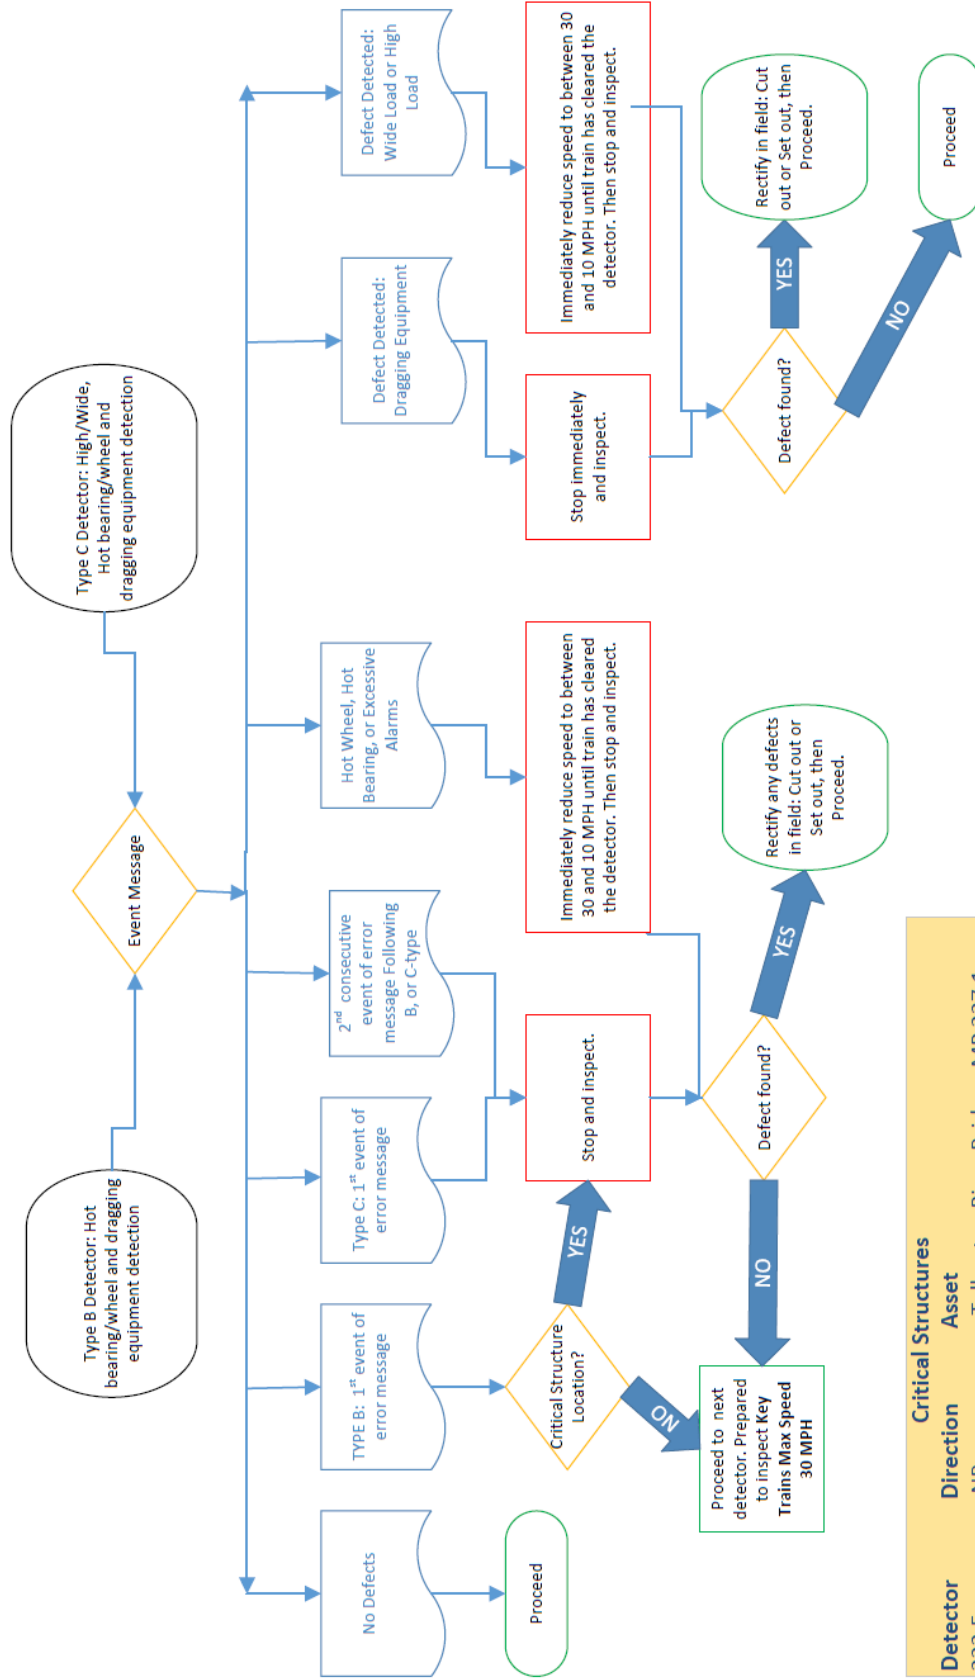 Type B Detector: Hot
bearing/wheel and dragging
equipment detection
Event Message
Type C Detector: High/Wide,
Hot bearing/wheel and
dragging equipment detection
No Defects
TYPE B: 1st event of
error message
Type C: 1st event of
error message
2nd consecutive
event of error
message Following
B, or C-type
Hot Wheel, Hot
Bearing, or Excessive
Alarms
Defect Detected:
Dragging Equipment
Defect Detected:
Wide Load or High
Load
Proceed
Critical Structure
Location?
YES
NO
Stop and inspect.
Immediately reduce speed to between
30 and 10 MPH until train has cleared
the detector. Then stop and inspect.
Stop immediately
and inspect.
Immediately reduce speed to between 30
and 10 MPH until train has cleared the
detector. Then stop and inspect.
Proceed to next
detector. Prepared
to inspect Key
Trains Max Speed
30 MPH
NO
Defect found?
YES
Rectify any defects
in field: Cut out or
Set out, then
Proceed.
Defect found?
YES
Rectify in field: Cut
out or Set out, then
Proceed.
NO
Proceed
Critical Structures
Detector Direction Asset